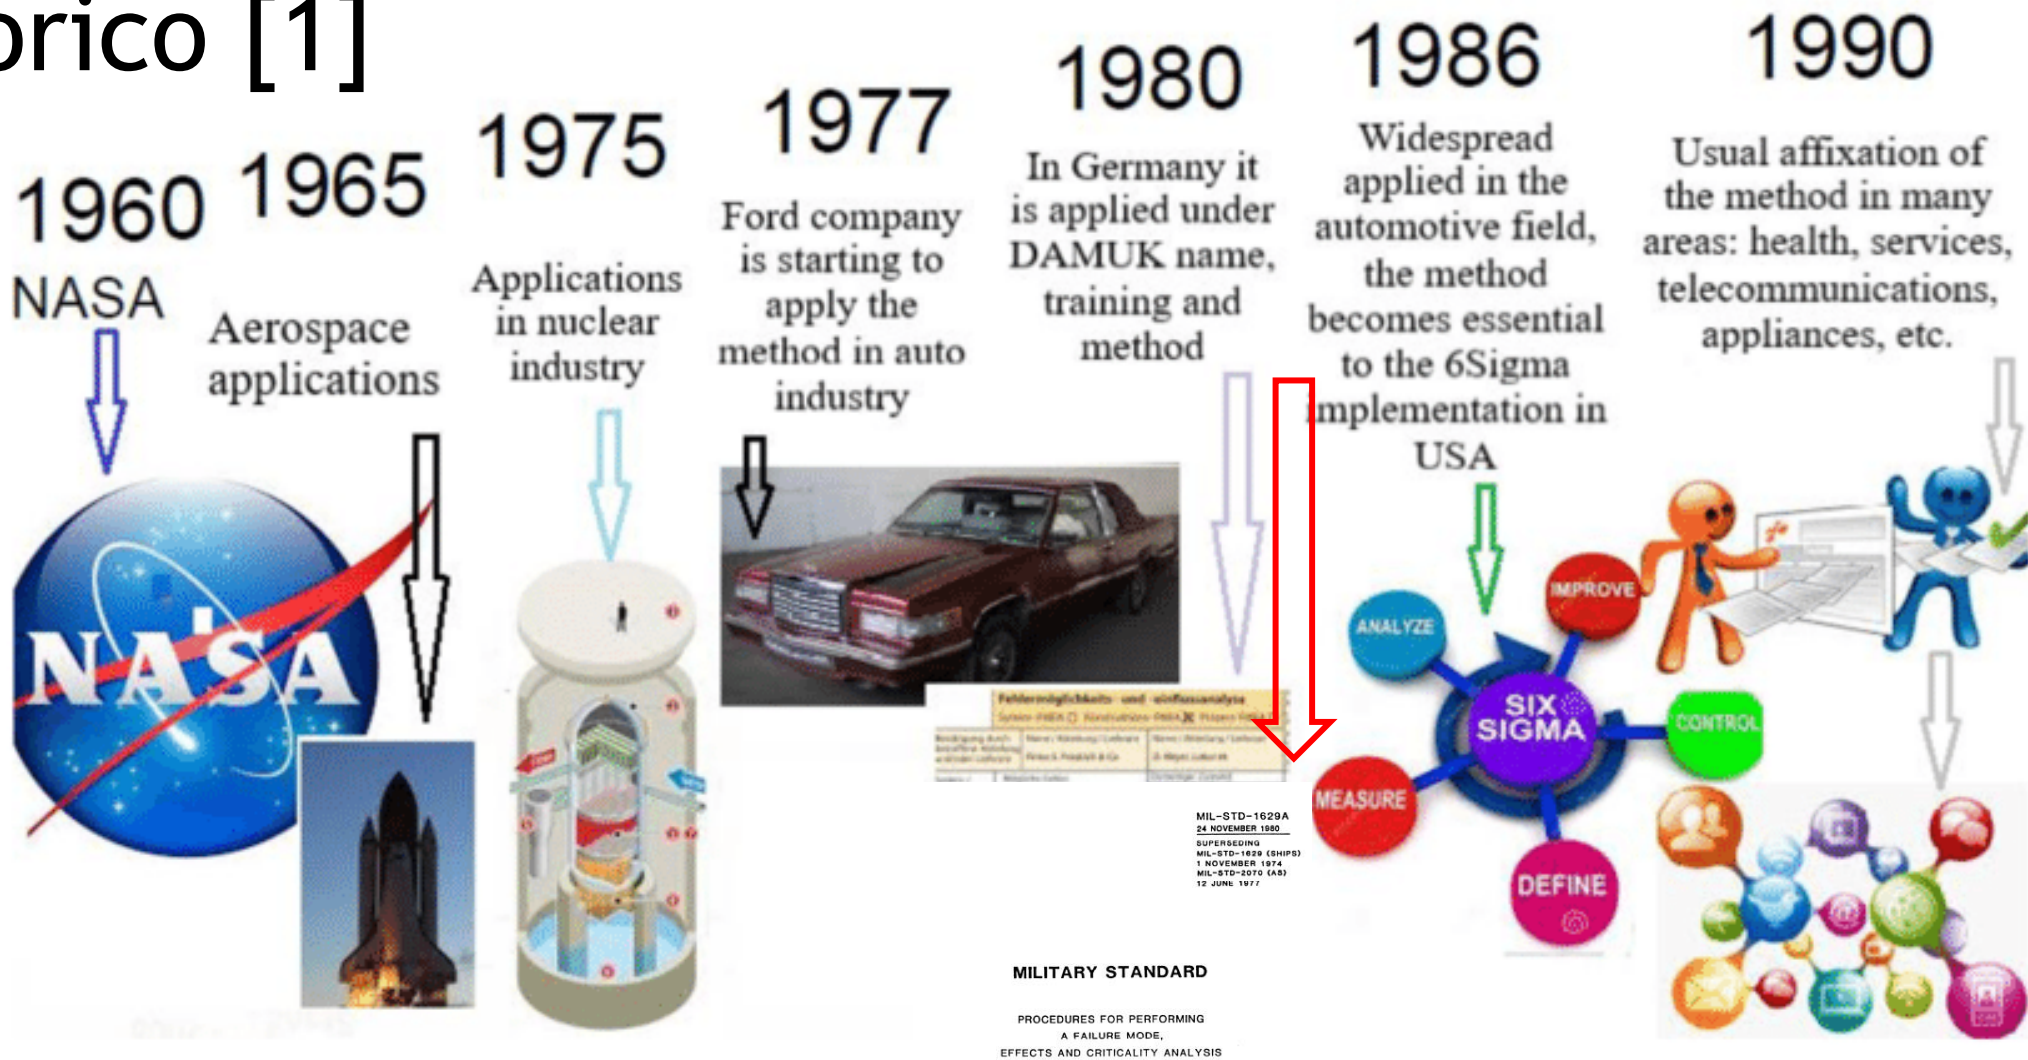 orico [1]
1960
NASA
1965
Aerospace
applications
1975
Applications
in nuclear
industry
1977
Ford company
is starting to
apply the
method in auto
industry
1980
In Germany it
is applied under
DAMUK name,
training and
method
1986
Widespread
applied in the
automotive field,
the method
becomes essential
to the 6Sigma
implementation in
USA
1990
Usual affixation of
the method in many
areas: health, services,
telecommunications,
appliances, etc.
NASA
Fehlermöglichkeits- und -einflussanalyse
MIL-STD-1629A
24 NOVEMBER 1980
SUPERSEDING
MIL-STD-1629 (SHIPS)
1 NOVEMBER 1974
MIL-STD-2070 (AS)
12 JUNE 1977
MILITARY STANDARD
PROCEDURES FOR PERFORMING
A FAILURE MODE,
EFFECTS AND CRITICALITY ANALYSIS
IMPROVE
ANALYZE
SIX
SIGMA
CONTROL
MEASURE
DEFINE